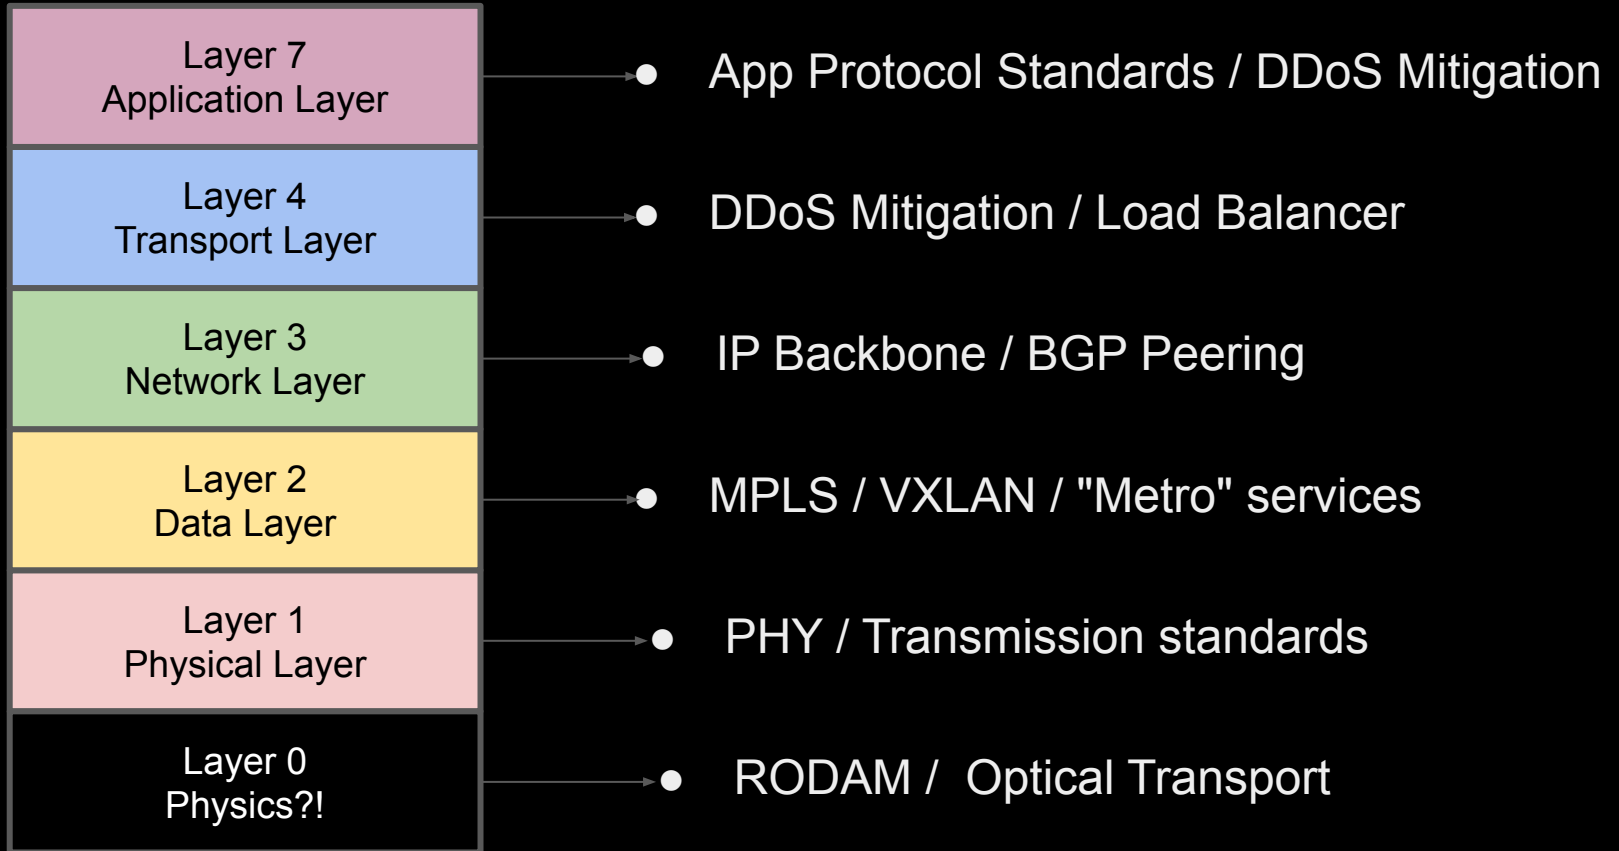 Layer 7
Application Layer
App Protocol Standards / DDoS Mitigation
Layer 4
Transport Layer
DDoS Mitigation / Load Balancer
Layer 3
Network Layer
IP Backbone / BGP Peering
Layer 2
Data Layer
MPLS / VXLAN / "Metro" services
Layer 1
Physical Layer
PHY / Transmission standards
Layer 0
Physics?!
RODAM / Optical Transport